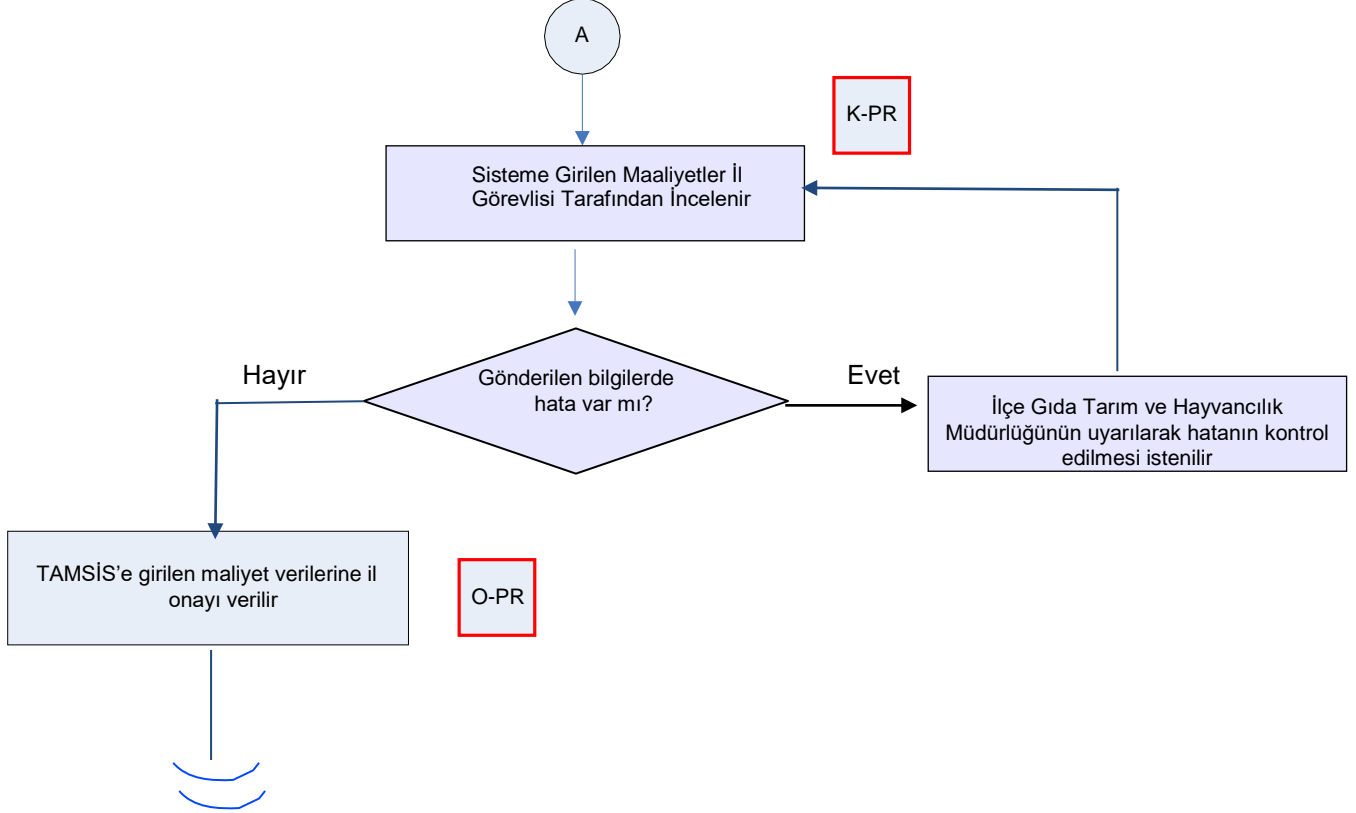 A
K-PR
Sisteme Girilen Maaliyetler İl
Görevlisi Tarafından İncelenir
Hayır
Gönderilen bilgilerde
hata var mı?
Evet
İlçe Gıda Tarım ve Hayvancılık
Müdürlüğünün uyarılarak hatanın kontrol
edilmesi istenilir
TAMSİS’e girilen maliyet verilerine il
onayı verilir
O-PR